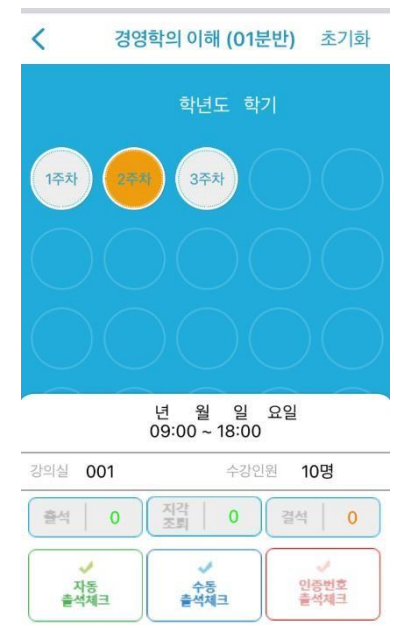 경영학의 이해 (01분반) 초기화
학년도 학기
1주차 2주차 3주차
년 월 일 요일
09:00 ~ 18:00
강의실 001 수강인원 10명
출석 0 지각 조퇴 0 결석 0
자동 출석체크
수동 출석체크
인증번호 출석체크